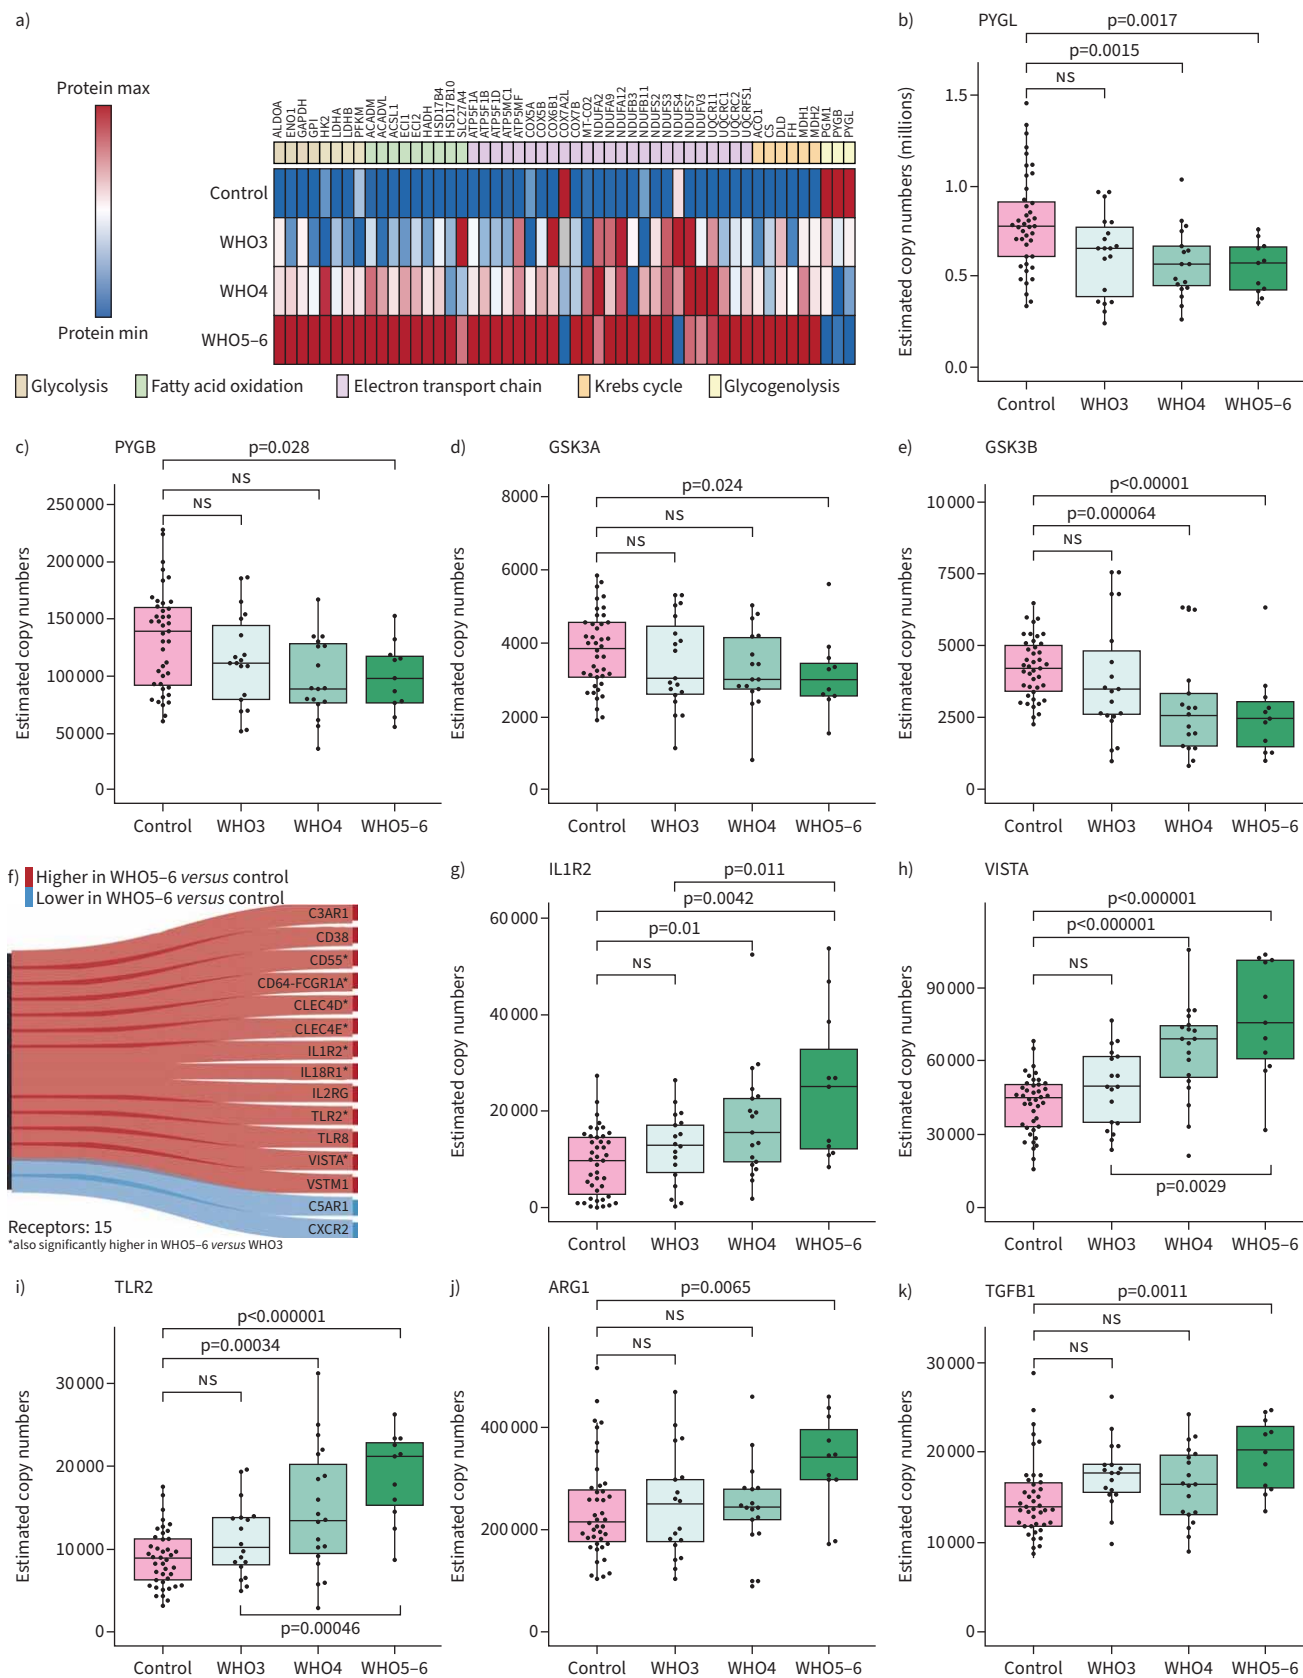 a)
Protein max
Protein min
ALDOA
ENO1
GAPDH
GPI
HK2
LDHA
LDHB
PFKM
ACADM
ACADVL
ACSL1
ECI1
ECI2
HADH
HSD17B4
HSD17B10
SLC27A4
ATP5F1A
ATP5F1B
ATP5F1D
ATP5MC1
ATP5MF
COX5A
COX5B
COX6B1
COX7A2L
COX7B
MT-CO2
NDUFA2
NDUFA9
NDUFA12
NDUFB3
NDUFB11
NDUFS2
NDUFS3
NDUFS4
NDUFS7
NDUFV3
UQCR11
UQCRC1
UQCRC2
UQCRFS1
ACO1
CS
DLD
FH
MDH1
MDH2
PGM1
PYGB
PYGL
Control
WHO3
WHO4
WHO5–6
Glycolysis
Fatty acid oxidation
Electron transport chain
Krebs cycle
Glycogenolysis
b)
PYGL
p=0.0017
p=0.0015
NS
Estimated copy numbers (millions)
1.5
1.0
0.5
0.0
Control WHO3 WHO4 WHO5–6
c)
PYGB
p=0.028
NS
NS
Estimated copy numbers
250 000
200 000
150 000
100 000
50 000
0
Control WHO3 WHO4 WHO5–6
d)
GSK3A
p=0.024
NS
NS
Estimated copy numbers
8000
6000
4000
2000
0
Control WHO3 WHO4 WHO5–6
e)
GSK3B
p<0.00001
p=0.000064
NS
Estimated copy numbers
10 000
7500
5000
2500
0
Control WHO3 WHO4 WHO5–6
f)
Higher in WHO5–6 versus control
Lower in WHO5–6 versus control
C3AR1
CD38
CD55*
CD64-FCGR1A*
CLEC4D*
CLEC4E*
IL1R2*
IL18R1*
IL2RG
TLR2*
TLR8
VISTA*
VSTM1
C5AR1
CXCR2
Receptors: 15
*also significantly higher in WHO5–6 versus WHO3
g)
IL1R2
p=0.011
p=0.0042
p=0.01
NS
Estimated copy numbers
60 000
40 000
20 000
0
Control WHO3 WHO4 WHO5–6
h)
VISTA
p<0.000001
p<0.000001
NS
p=0.0029
Estimated copy numbers
90 000
60 000
30 000
0
Control WHO3 WHO4 WHO5–6
i)
TLR2
p<0.000001
p=0.00034
NS
p=0.00046
Estimated copy numbers
30 000
20 000
10 000
0
Control WHO3 WHO4 WHO5–6
j)
ARG1
p=0.0065
NS
NS
Estimated copy numbers
400 000
200 000
0
Control WHO3 WHO4 WHO5–6
k)
TGFB1
p=0.0011
NS
NS
Estimated copy numbers
30 000
20 000
10 000
0
Control WHO3 WHO4 WHO5–6